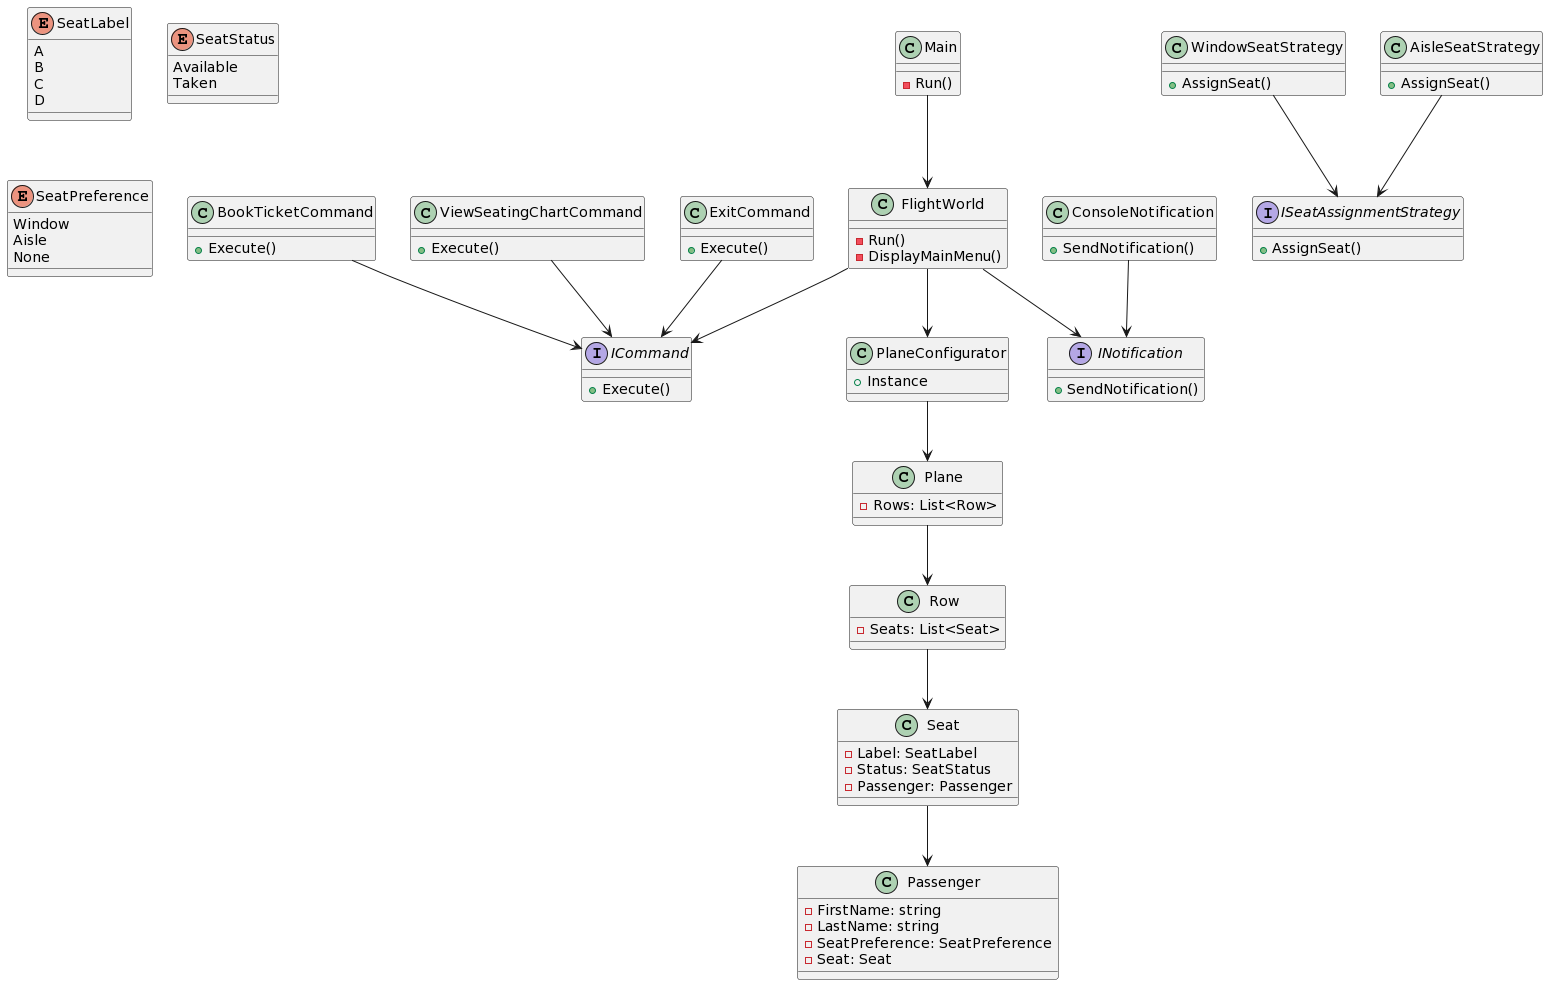 E SeatLabel
A
B
C
D
E SeatStatus
Available
Taken
C Main
Run()
C WindowSeatStrategy
AssignSeat()
C AisleSeatStrategy
AssignSeat()
E SeatPreference
Window
Aisle
None
C BookTicketCommand
Execute()
C ViewSeatingChartCommand
Execute()
C ExitCommand
Execute()
C FlightWorld
Run()
DisplayMainMenu()
C ConsoleNotification
SendNotification()
I ISeatAssignmentStrategy
AssignSeat()
I ICommand
Execute()
C PlaneConfigurator
Instance
I INotification
SendNotification()
C Plane
Rows: List<Row>
C Row
Seats: List<Seat>
C Seat
Label: SeatLabel
Status: SeatStatus
Passenger: Passenger
C Passenger
FirstName: string
LastName: string
SeatPreference: SeatPreference
Seat: Seat